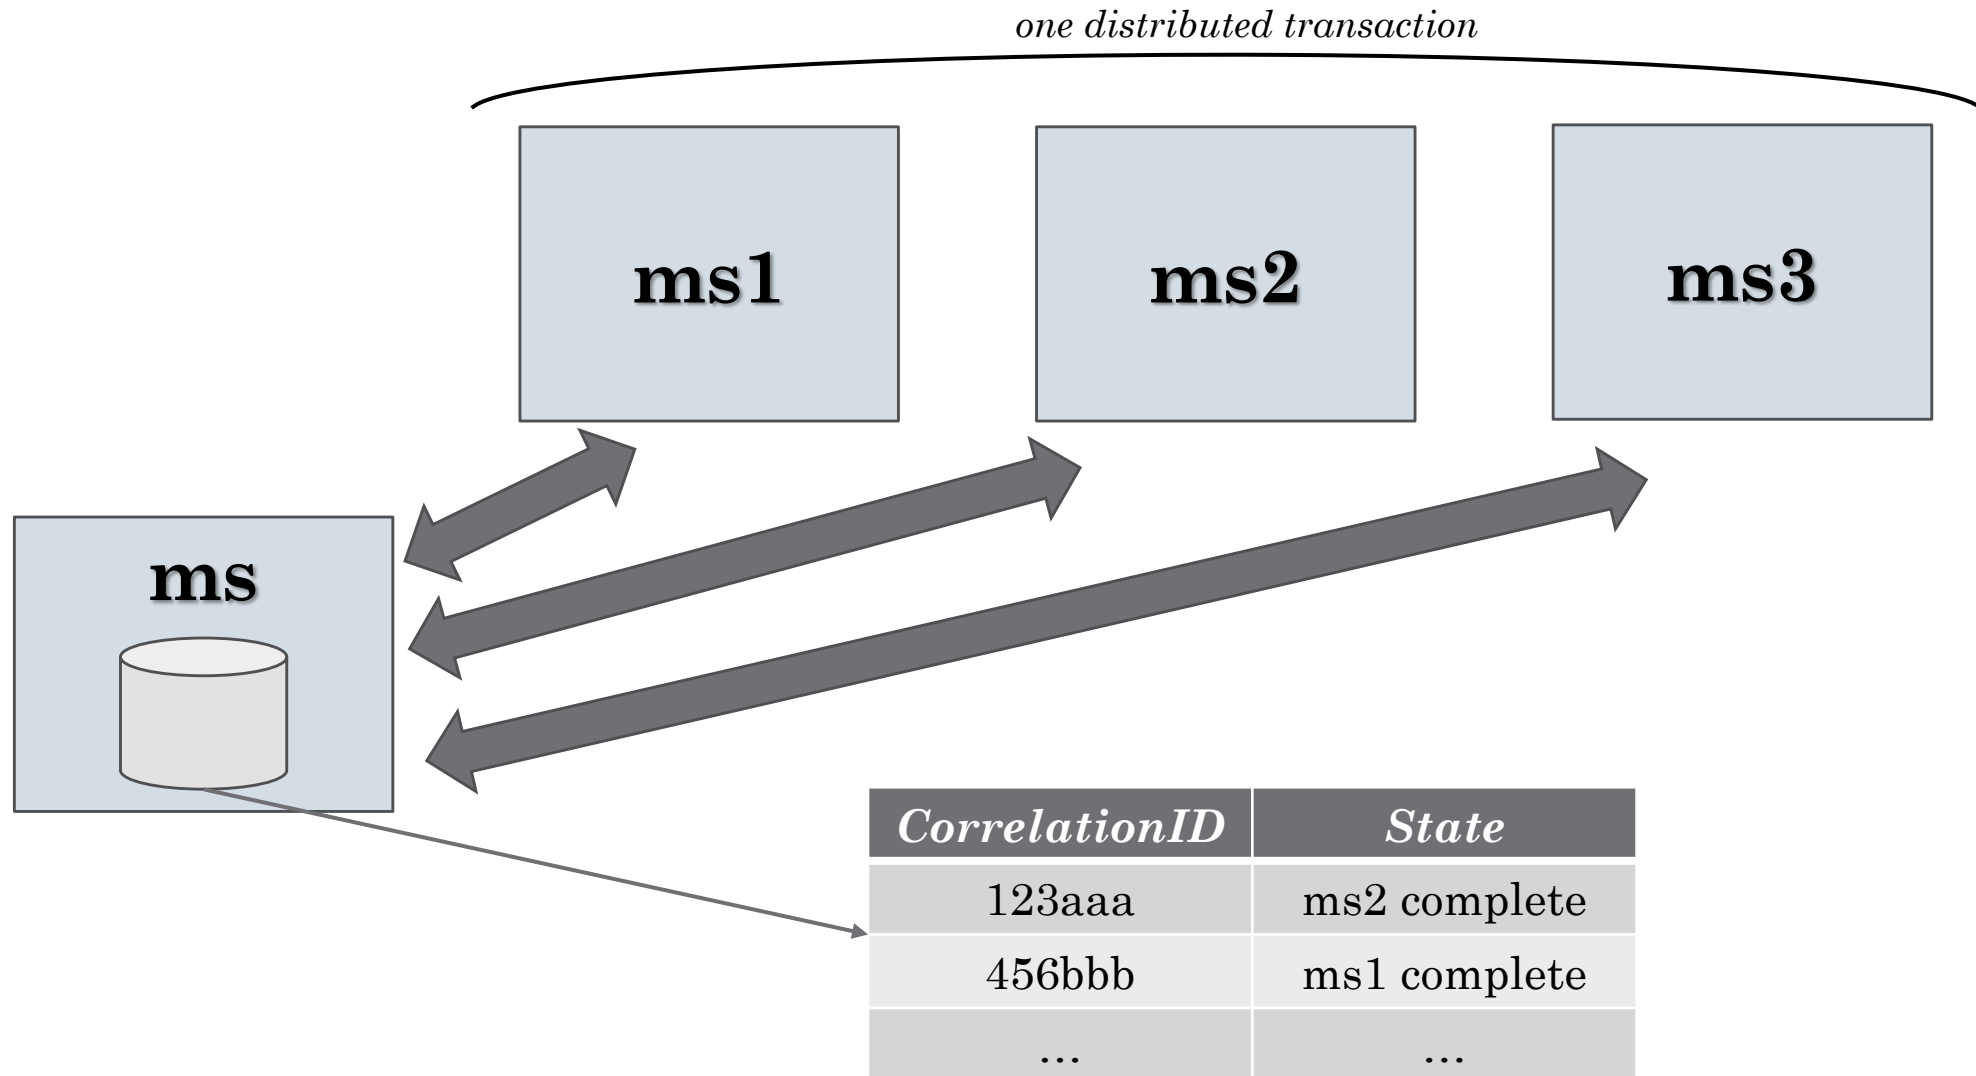 one distributed transaction
ms1
ms2
ms3
ms
CorrelationID State
123aaa ms2 complete
456bbb ms1 complete
... ...